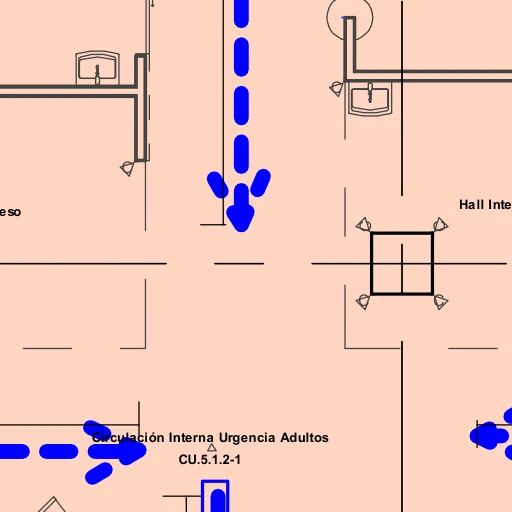 eso
Hall Inte
Circulación Interna Urgencia Adultos
CU.5.1.2-1